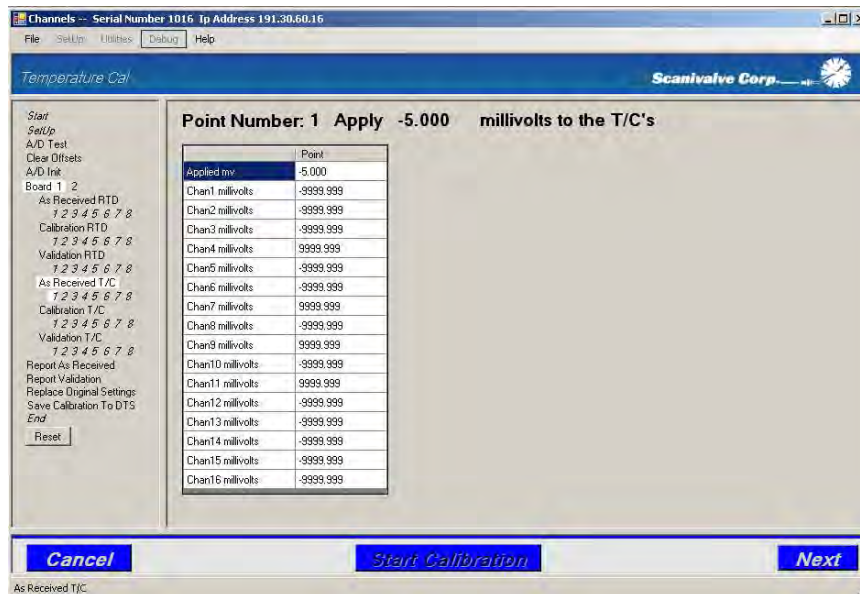 Channels -- Serial Number 1016 Ip Address 191.30.60.16
File SetUp Utilities Debug Help
Temperature Cal
Scanivalve Corp.
Start
SetUp
A/D Test
Clear Offsets
A/D Init
Board 1 2
As Received RTD
1 2 3 4 5 6 7 8
Calibration RTD
1 2 3 4 5 6 7 8
Validation RTD
1 2 3 4 5 6 7 8
As Received T/C
1 2 3 4 5 6 7 8
Calibration T/C
1 2 3 4 5 6 7 8
Validation T/C
1 2 3 4 5 6 7 8
Report As Received
Report Validation
Replace Original Settings
Save Calibration To DTS
End
Reset
Point Number: 1 Apply -5.000 millivolts to the T/C's
Point
Applied mv -5.000
Chan1 millivolts -9999.999
Chan2 millivolts -9999.999
Chan3 millivolts -9999.999
Chan4 millivolts 9999.999
Chan5 millivolts -9999.999
Chan6 millivolts -9999.999
Chan7 millivolts 9999.999
Chan8 millivolts -9999.999
Chan9 millivolts 9999.999
Chan10 millivolts -9999.999
Chan11 millivolts 9999.999
Chan12 millivolts -9999.999
Chan13 millivolts -9999.999
Chan14 millivolts -9999.999
Chan15 millivolts -9999.999
Chan16 millivolts -9999.999
Cancel Start Calibration Next
As Received T/C